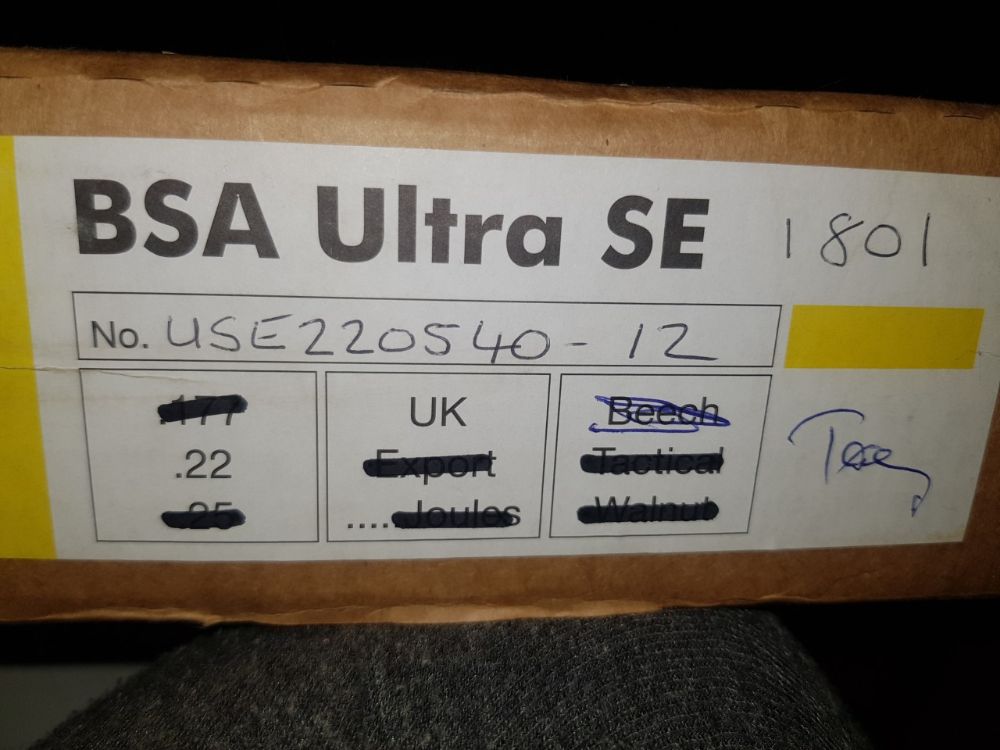 BSA Ultra SE 1801
No. USE220540-12
.177 UK Beech
.22 Export Tactical
.25 ....Joules Walnut